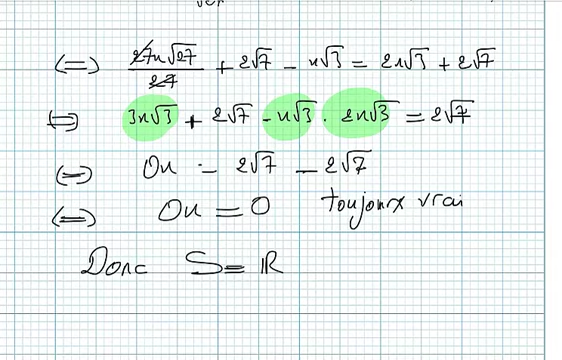 (=) 27x√27/27 + 2√7 - x√3 = 2x√3 + 2√7
(=) 3x√3 + 2√7 - x√3 - 2x√3 = 2√7
(=) 0x = 2√7 - 2√7
(=) 0x = 0 toujours vrai
Donc S = ℝ